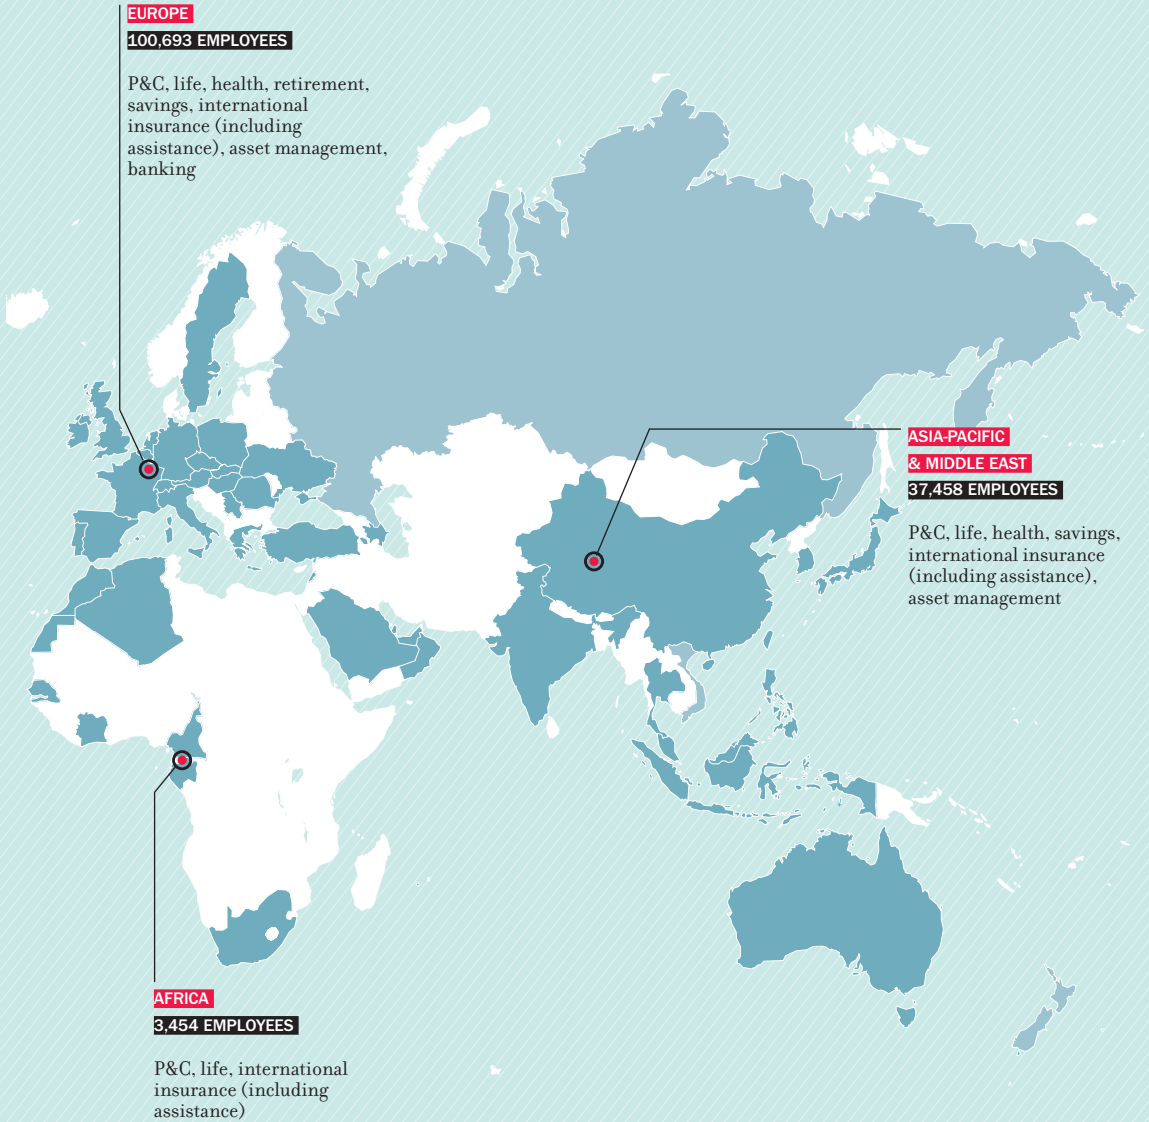 EUROPE
100,693 EMPLOYEES
P&C, life, health, retirement,
savings, international
insurance (including
assistance), asset management,
banking
ASIA-PACIFIC
& MIDDLE EAST
37,458 EMPLOYEES
P&C, life, health, savings,
international insurance
(including assistance),
asset management
AFRICA
3,454 EMPLOYEES
P&C, life, international
insurance (including
assistance)